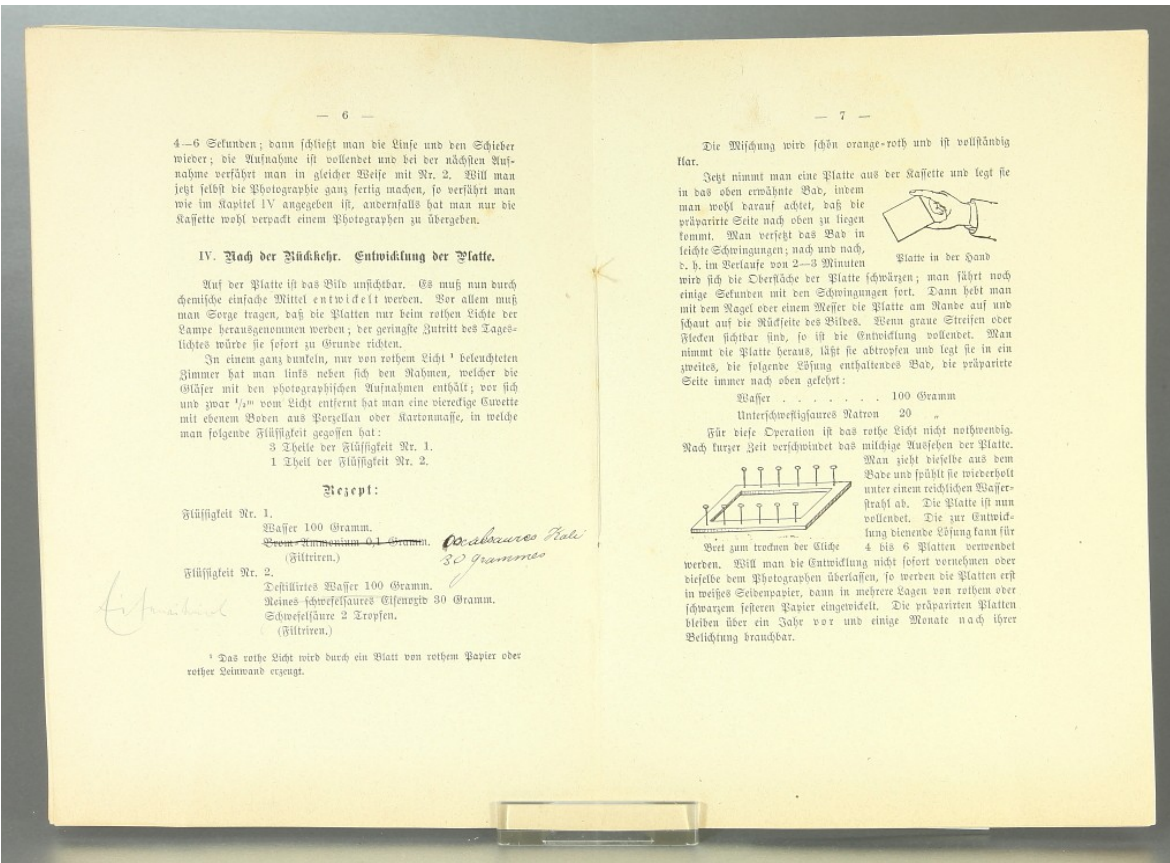 — 6 —
4—6 Sekunden; dann schließt man die Linse und den Schieber
wieder; die Aufnahme ist vollendet und bei der nächsten Auf-
nahme verfährt man in gleicher Weise mit Nr. 2. Will man
jetzt selbst die Photographie ganz fertig machen, so verfährt man
wie im Kapitel IV angegeben ist, andernfalls hat man nur die
Kassette wohl verpackt einem Photographen zu übergeben.
IV. Nach der Rückkehr. Entwicklung der Platte.
Auf der Platte ist das Bild unsichtbar. Es muß nun durch
chemische einfache Mittel entwickelt werden. Vor allem muß
man Sorge tragen, daß die Platten nur beim rothen Lichte der
Lampe herausgenommen werden; der geringste Zutritt des Tages-
lichtes würde sie sofort zu Grunde richten.
In einem ganz dunkeln, nur von rothem Licht ¹ beleuchteten
Zimmer hat man links neben sich den Rahmen, welcher die
Gläser mit den photographischen Aufnahmen enthält; vor sich
und zwar ¹/₂ᵐ vom Licht entfernt hat man eine viereckige Cuvette
mit ebenem Boden aus Porzellan oder Kartonmasse, in welche
man folgende Flüssigkeit gegossen hat:
3 Theile der Flüssigkeit Nr. 1.
1 Theil der Flüssigkeit Nr. 2.
Rezept:
Flüssigkeit Nr. 1.
Wasser 100 Gramm.
Brom-Ammonium 0,1 Gramm. Oxalsaures Kali
(Filtriren.) 30 grammes
Flüssigkeit Nr. 2.
Destillirtes Wasser 100 Gramm.
Reines schwefelsaures Eisenoxid 30 Gramm.
Schwefelsäure 2 Tropfen.
(Filtriren.)
¹ Das rothe Licht wird durch ein Blatt von rothem Papier oder
rother Leinwand erzeugt.
— 7 —
Die Mischung wird schön orange-roth und ist vollständig
klar.
Jetzt nimmt man eine Platte aus der Kassette und legt sie
in das oben erwähnte Bad, indem
man wohl darauf achtet, daß die
präparirte Seite nach oben zu liegen
kommt. Man versetzt das Bad in
leichte Schwingungen; nach und nach,
d. h. im Verlaufe von 2—3 Minuten
Platte in der Hand
wird sich die Oberfläche der Platte schwärzen; man fährt noch
einige Sekunden mit den Schwingungen fort. Dann hebt man
mit dem Nagel oder einem Messer die Platte am Rande auf und
schaut auf die Rückseite des Bildes. Wenn graue Streifen oder
Flecken sichtbar sind, so ist die Entwicklung vollendet. Man
nimmt die Platte heraus, läßt sie abtropfen und legt sie in ein
zweites, die folgende Lösung enthaltendes Bad, die präparirte
Seite immer nach oben gekehrt:
Wasser . . . . . . . 100 Gramm
Unterschwefligsaures Natron 20 „
Für diese Operation ist das rothe Licht nicht nothwendig.
Nach kurzer Zeit verschwindet das milchige Aussehen der Platte.
Man zieht dieselbe aus dem
Bade und spühlt sie wiederholt
unter einem reichlichen Wasser-
strahl ab. Die Platte ist nun
vollendet. Die zur Entwick-
lung dienende Lösung kann für
Bret zum trocknen der Cliche
4 bis 6 Platten verwendet
werden. Will man die Entwicklung nicht sofort vornehmen oder
dieselbe dem Photographen überlassen, so werden die Platten erst
in weißes Seidenpapier, dann in mehrere Lagen von rothem oder
schwarzem festeren Papier eingewickelt. Die präparirten Platten
bleiben über ein Jahr vor und einige Monate nach ihrer
Belichtung brauchbar.